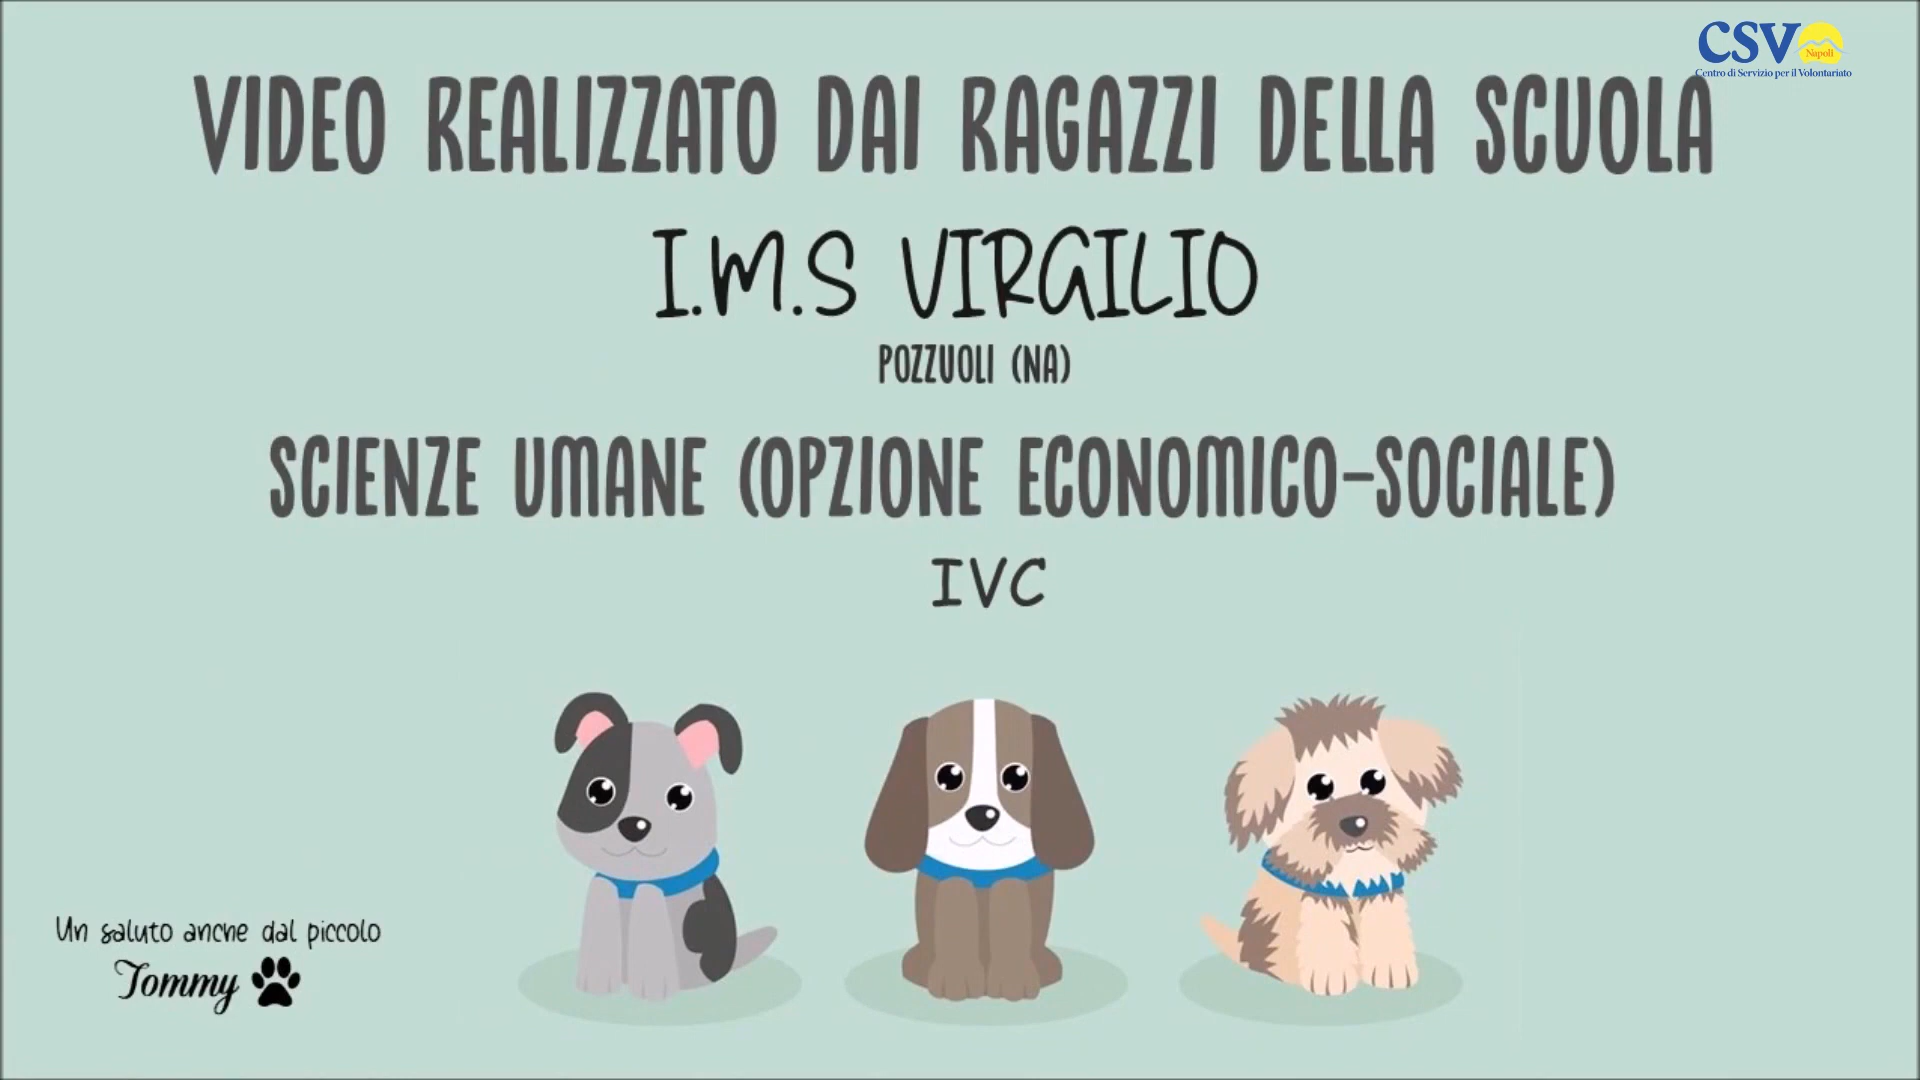 CSV
Napoli
Centro di Servizio per il Volontariato
VIDEO REALIZZATO DAI RAGAZZI DELLA SCUOLA
I.M.S VIRGILIO
POZZUOLI (NA)
SCIENZE UMANE (OPZIONE ECONOMICO-SOCIALE)
IVC
Un saluto anche dal piccolo
Tommy